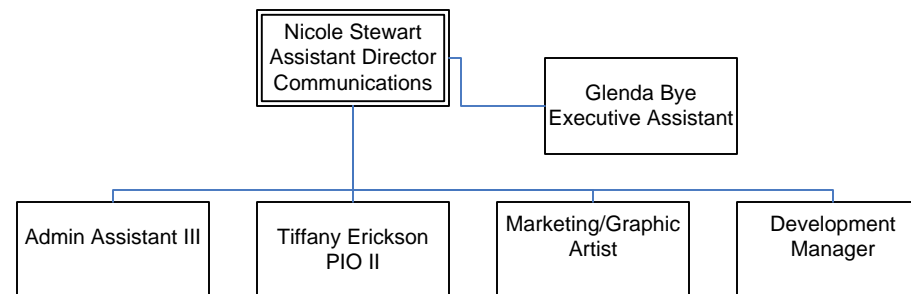 Nicole Stewart
Assistant Director
Communications
Glenda Bye
Executive Assistant
Admin Assistant III
Tiffany Erickson
PIO II
Marketing/Graphic
Artist
Development
Manager